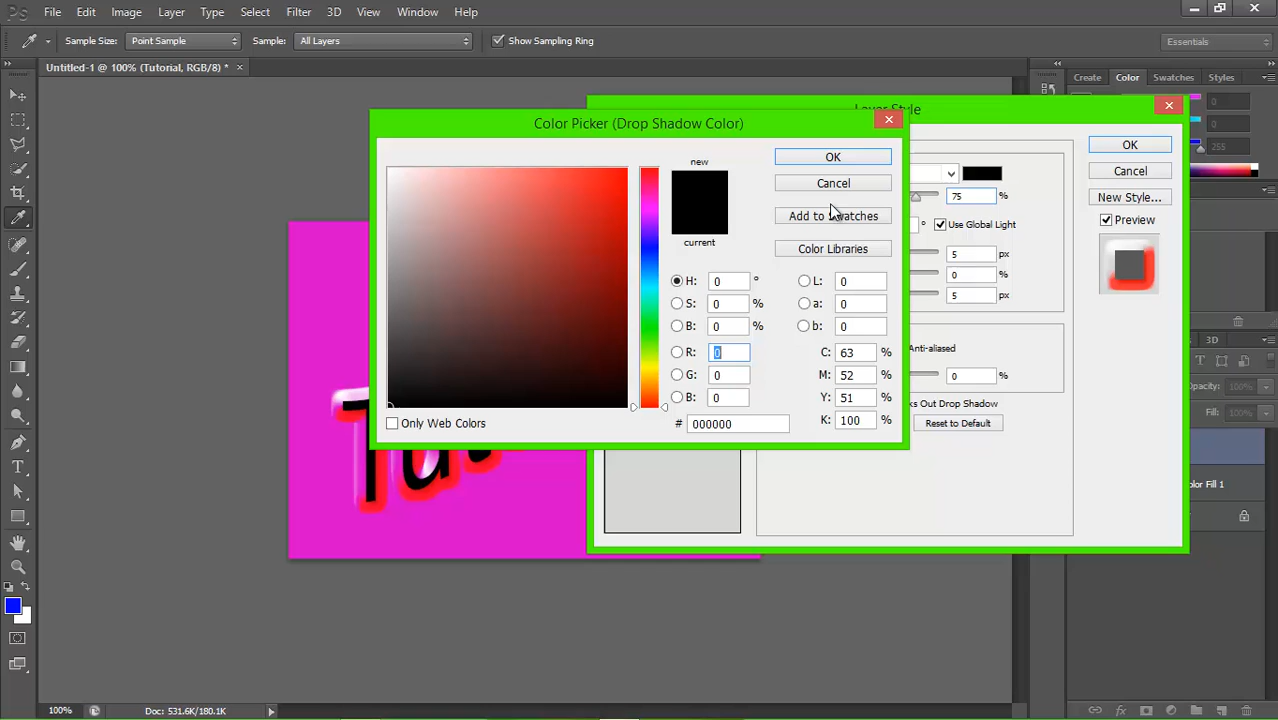 Ps File Edit Image Layer Type Select Filter 3D View Window Help
Sample Size: Point Sample Sample: All Layers Show Sampling Ring Essentials
Untitled-1 @ 100% (Tutorial, RGB/8) *
Create Color Swatches Styles
Layer Style
0
0
255
Color Picker (Drop Shadow Color)
new
current
OK
Cancel
Add to Swatches
Color Libraries
H: 0 °
S: 0 %
B: 0 %
R: 0
G: 0
B: 0
# 000000
L: 0
a: 0
b: 0
C: 63 %
M: 52 %
Y: 51 %
K: 100 %
Only Web Colors
75 %
° Use Global Light
5 px
0 %
5 px
Anti-aliased
0 %
Drop Shadow
Reset to Default
OK
Cancel
New Style...
Preview
3D
Opacity: 100%
Fill: 100%
Fill 1
Tut
100% Doc: 531.6K/180.1K